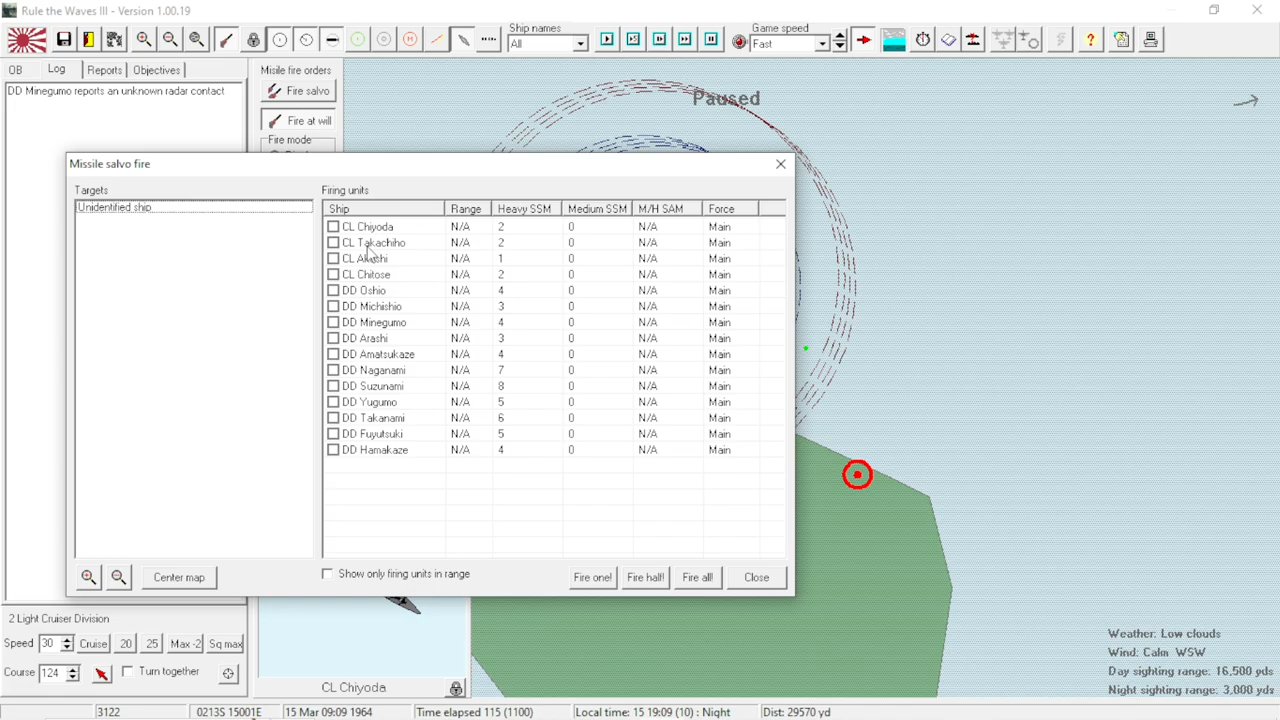 Rule the Waves III - Version 1.00.19
Ship names
All
Game speed
Fast
OB
Log
Reports
Objectives
Misile fire orders
Fire salvo
Fire at will
Fire mode
DD Minegumo reports an unknown radar contact
Paused
Missile salvo fire
Targets
Unidentified ship
Firing units
Ship Range Heavy SSM Medium SSM M/H SAM Force
CL Chiyoda N/A 2 0 N/A Main
CL Takachiho N/A 2 0 N/A Main
CL Akashi N/A 1 0 N/A Main
CL Chitose N/A 2 0 N/A Main
DD Oshio N/A 4 0 N/A Main
DD Michishio N/A 3 0 N/A Main
DD Minegumo N/A 4 0 N/A Main
DD Arashi N/A 3 0 N/A Main
DD Amatsukaze N/A 4 0 N/A Main
DD Naganami N/A 7 0 N/A Main
DD Suzunami N/A 8 0 N/A Main
DD Yugumo N/A 5 0 N/A Main
DD Takanami N/A 6 0 N/A Main
DD Fuyutsuki N/A 5 0 N/A Main
DD Hamakaze N/A 4 0 N/A Main
Center map
Show only firing units in range
Fire one!
Fire half!
Fire all!
Close
2 Light Cruiser Division
Speed 30 Cruise 20 25 Max -2 Sq max
Course 124 Turn together
CL Chiyoda
Weather: Low clouds
Wind: Calm WSW
Day sighting range: 16,500 yds
Night sighting range: 3,000 yds
3122 0213S 15001E 15 Mar 09:09 1964 Time elapsed 115 (1100) Local time: 15 19:09 (10) : Night Dist: 29570 yd